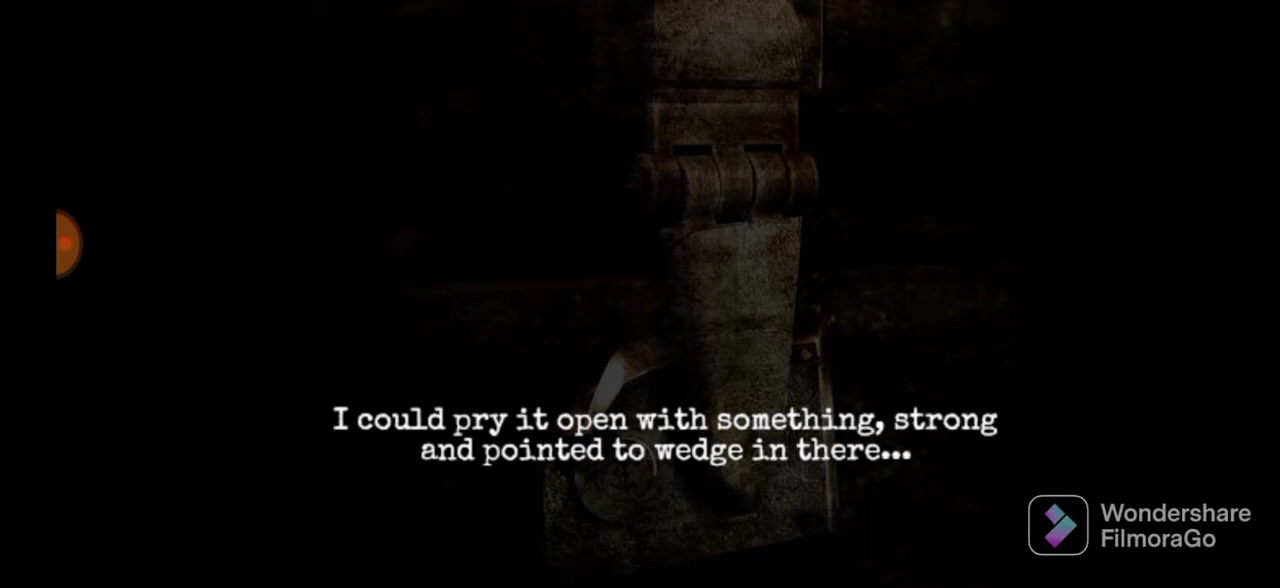 I could pry it open with something, strong
and pointed to wedge in there...
Wondershare
FilmoraGo